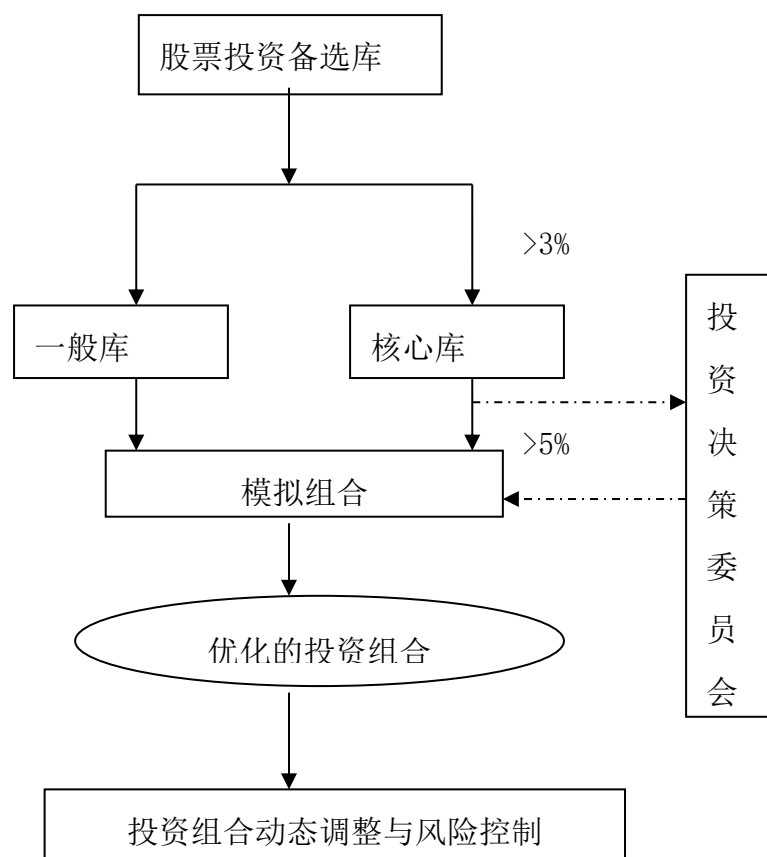 股票投资备选库
>3%
一般库
核心库
投资决策委员会
>5%
模拟组合
优化的投资组合
投资组合动态调整与风险控制